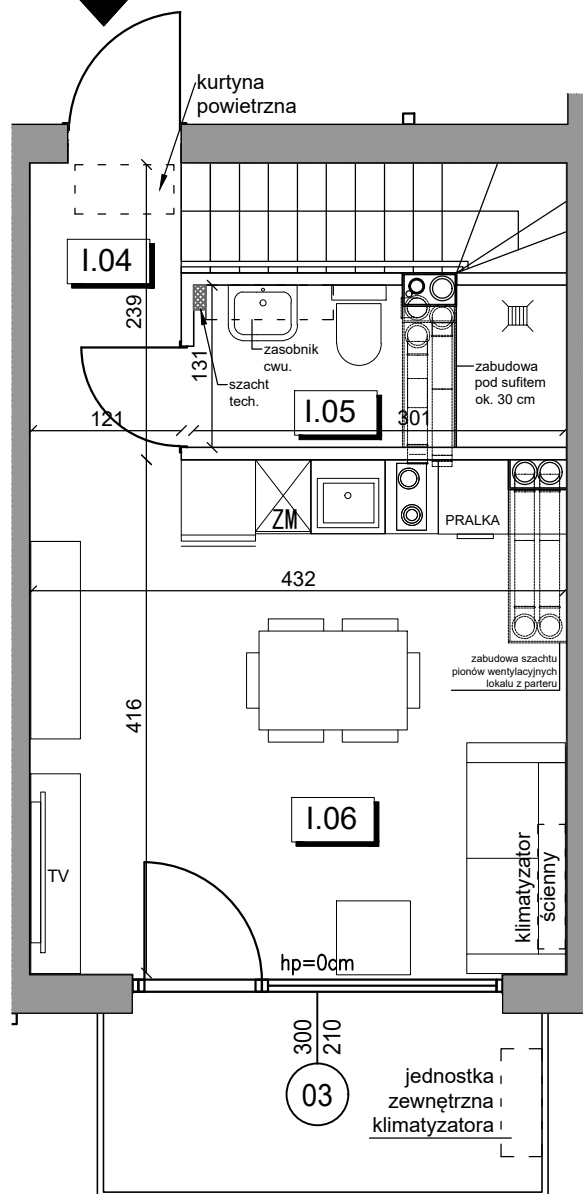 kurtyna
powietrzna
I.04
239
zasobnik
cwu.
szacht
tech.
131
I.05
zabudowa
pod sufitem
ok. 30 cm
121
301
ZM
PRALKA
432
zabudowa szachtu
pionów wentylacyjnych
lokalu z parteru
416
I.06
TV
klimatyzator
ścienny
hp=0cm
300
210
03
jednostka
zewnętrzna
klimatyzatora